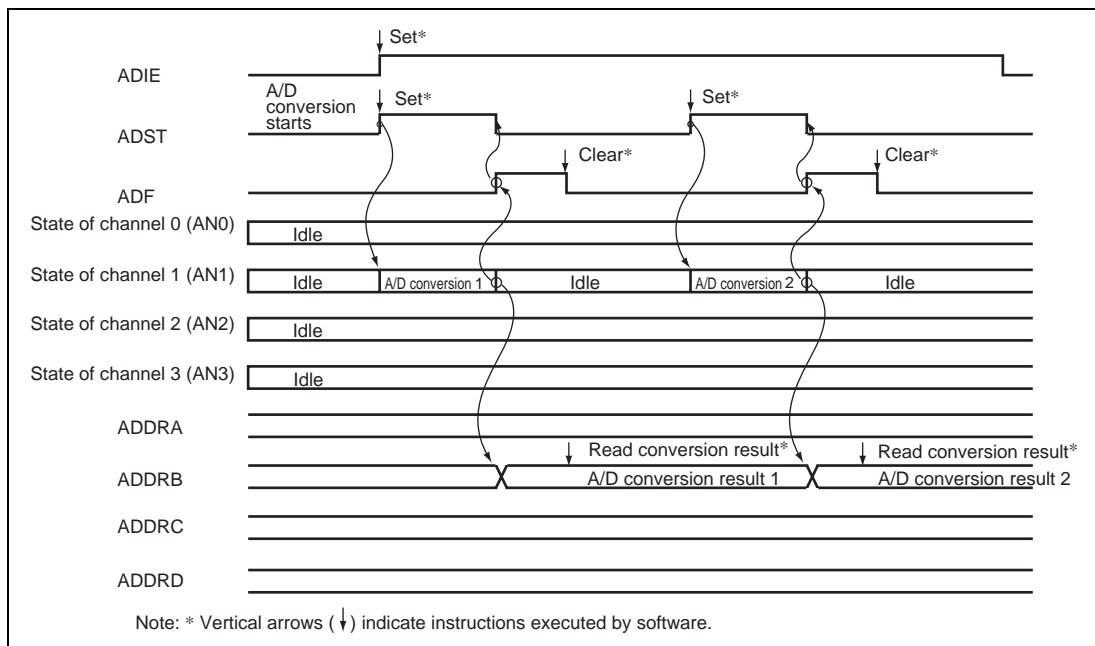 Set*
ADIE
A/D
conversion
starts
Set*
Set*
ADST
Clear*
Clear*
ADF
State of channel 0 (AN0)
Idle
State of channel 1 (AN1)
Idle
A/D conversion 1
Idle
A/D conversion 2
Idle
State of channel 2 (AN2)
Idle
State of channel 3 (AN3)
Idle
ADDRA
Read conversion result*
Read conversion result*
ADDRB
A/D conversion result 1
A/D conversion result 2
ADDRC
ADDRD
Note: * Vertical arrows (↓) indicate instructions executed by software.